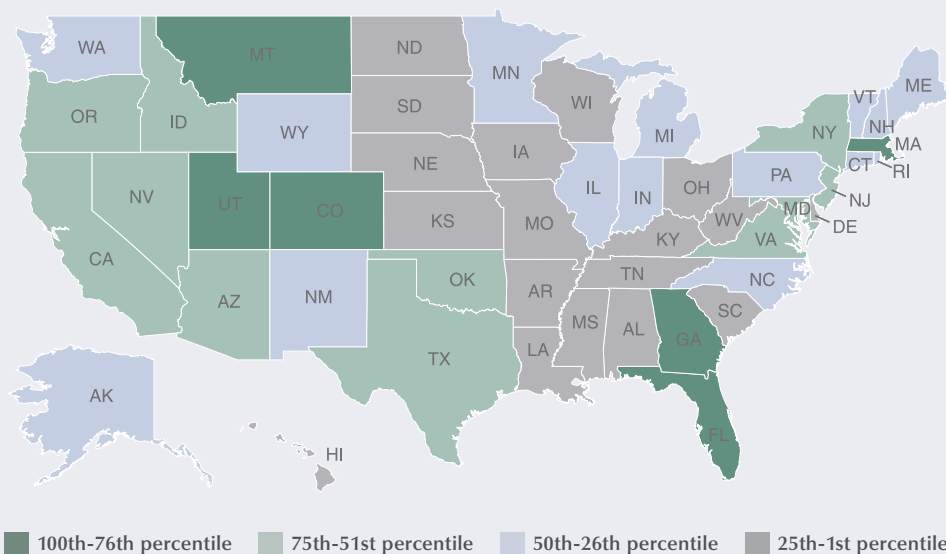 WA
MT
ND
MN
VT
ME
OR
ID
SD
WI
NY
NH
MA
WY
MI
CT
RI
IA
NE
PA
NJ
NV
UT
CO
IL
IN
OH
MD
DE
KS
MO
WV
VA
KY
CA
OK
TN
NC
AZ
NM
AR
SC
MS
AL
GA
TX
LA
AK
FL
HI
100th-76th percentile
75th-51st percentile
50th-26th percentile
25th-1st percentile